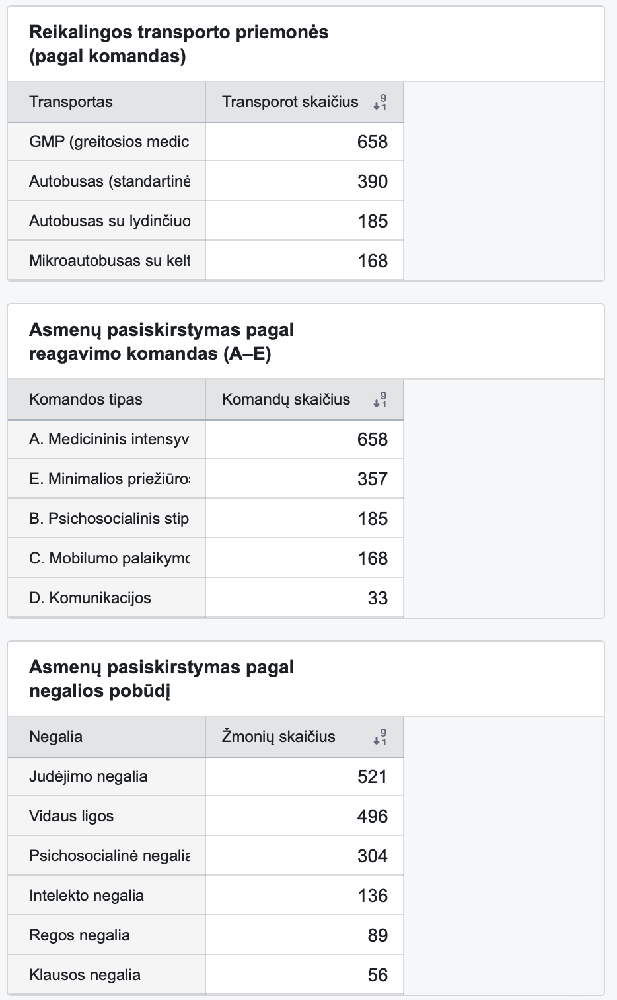 Reikalingos transporto priemonės
(pagal komandas)
Transportas Transporot skaičius
GMP (greitosios medici 658
Autobusas (standartinė 390
Autobusas su lydinčiuo 185
Mikroautobusas su kelt 168
Asmenų pasiskirstymas pagal
reagavimo komandas (A–E)
Komandos tipas Komandų skaičius
A. Medicininis intensyv 658
E. Minimalios priežiūros 357
B. Psichosocialinis stip 185
C. Mobilumo palaikymo 168
D. Komunikacijos 33
Asmenų pasiskirstymas pagal
negalios pobūdį
Negalia Žmonių skaičius
Judėjimo negalia 521
Vidaus ligos 496
Psichosocialinė negalia 304
Intelekto negalia 136
Regos negalia 89
Klausos negalia 56